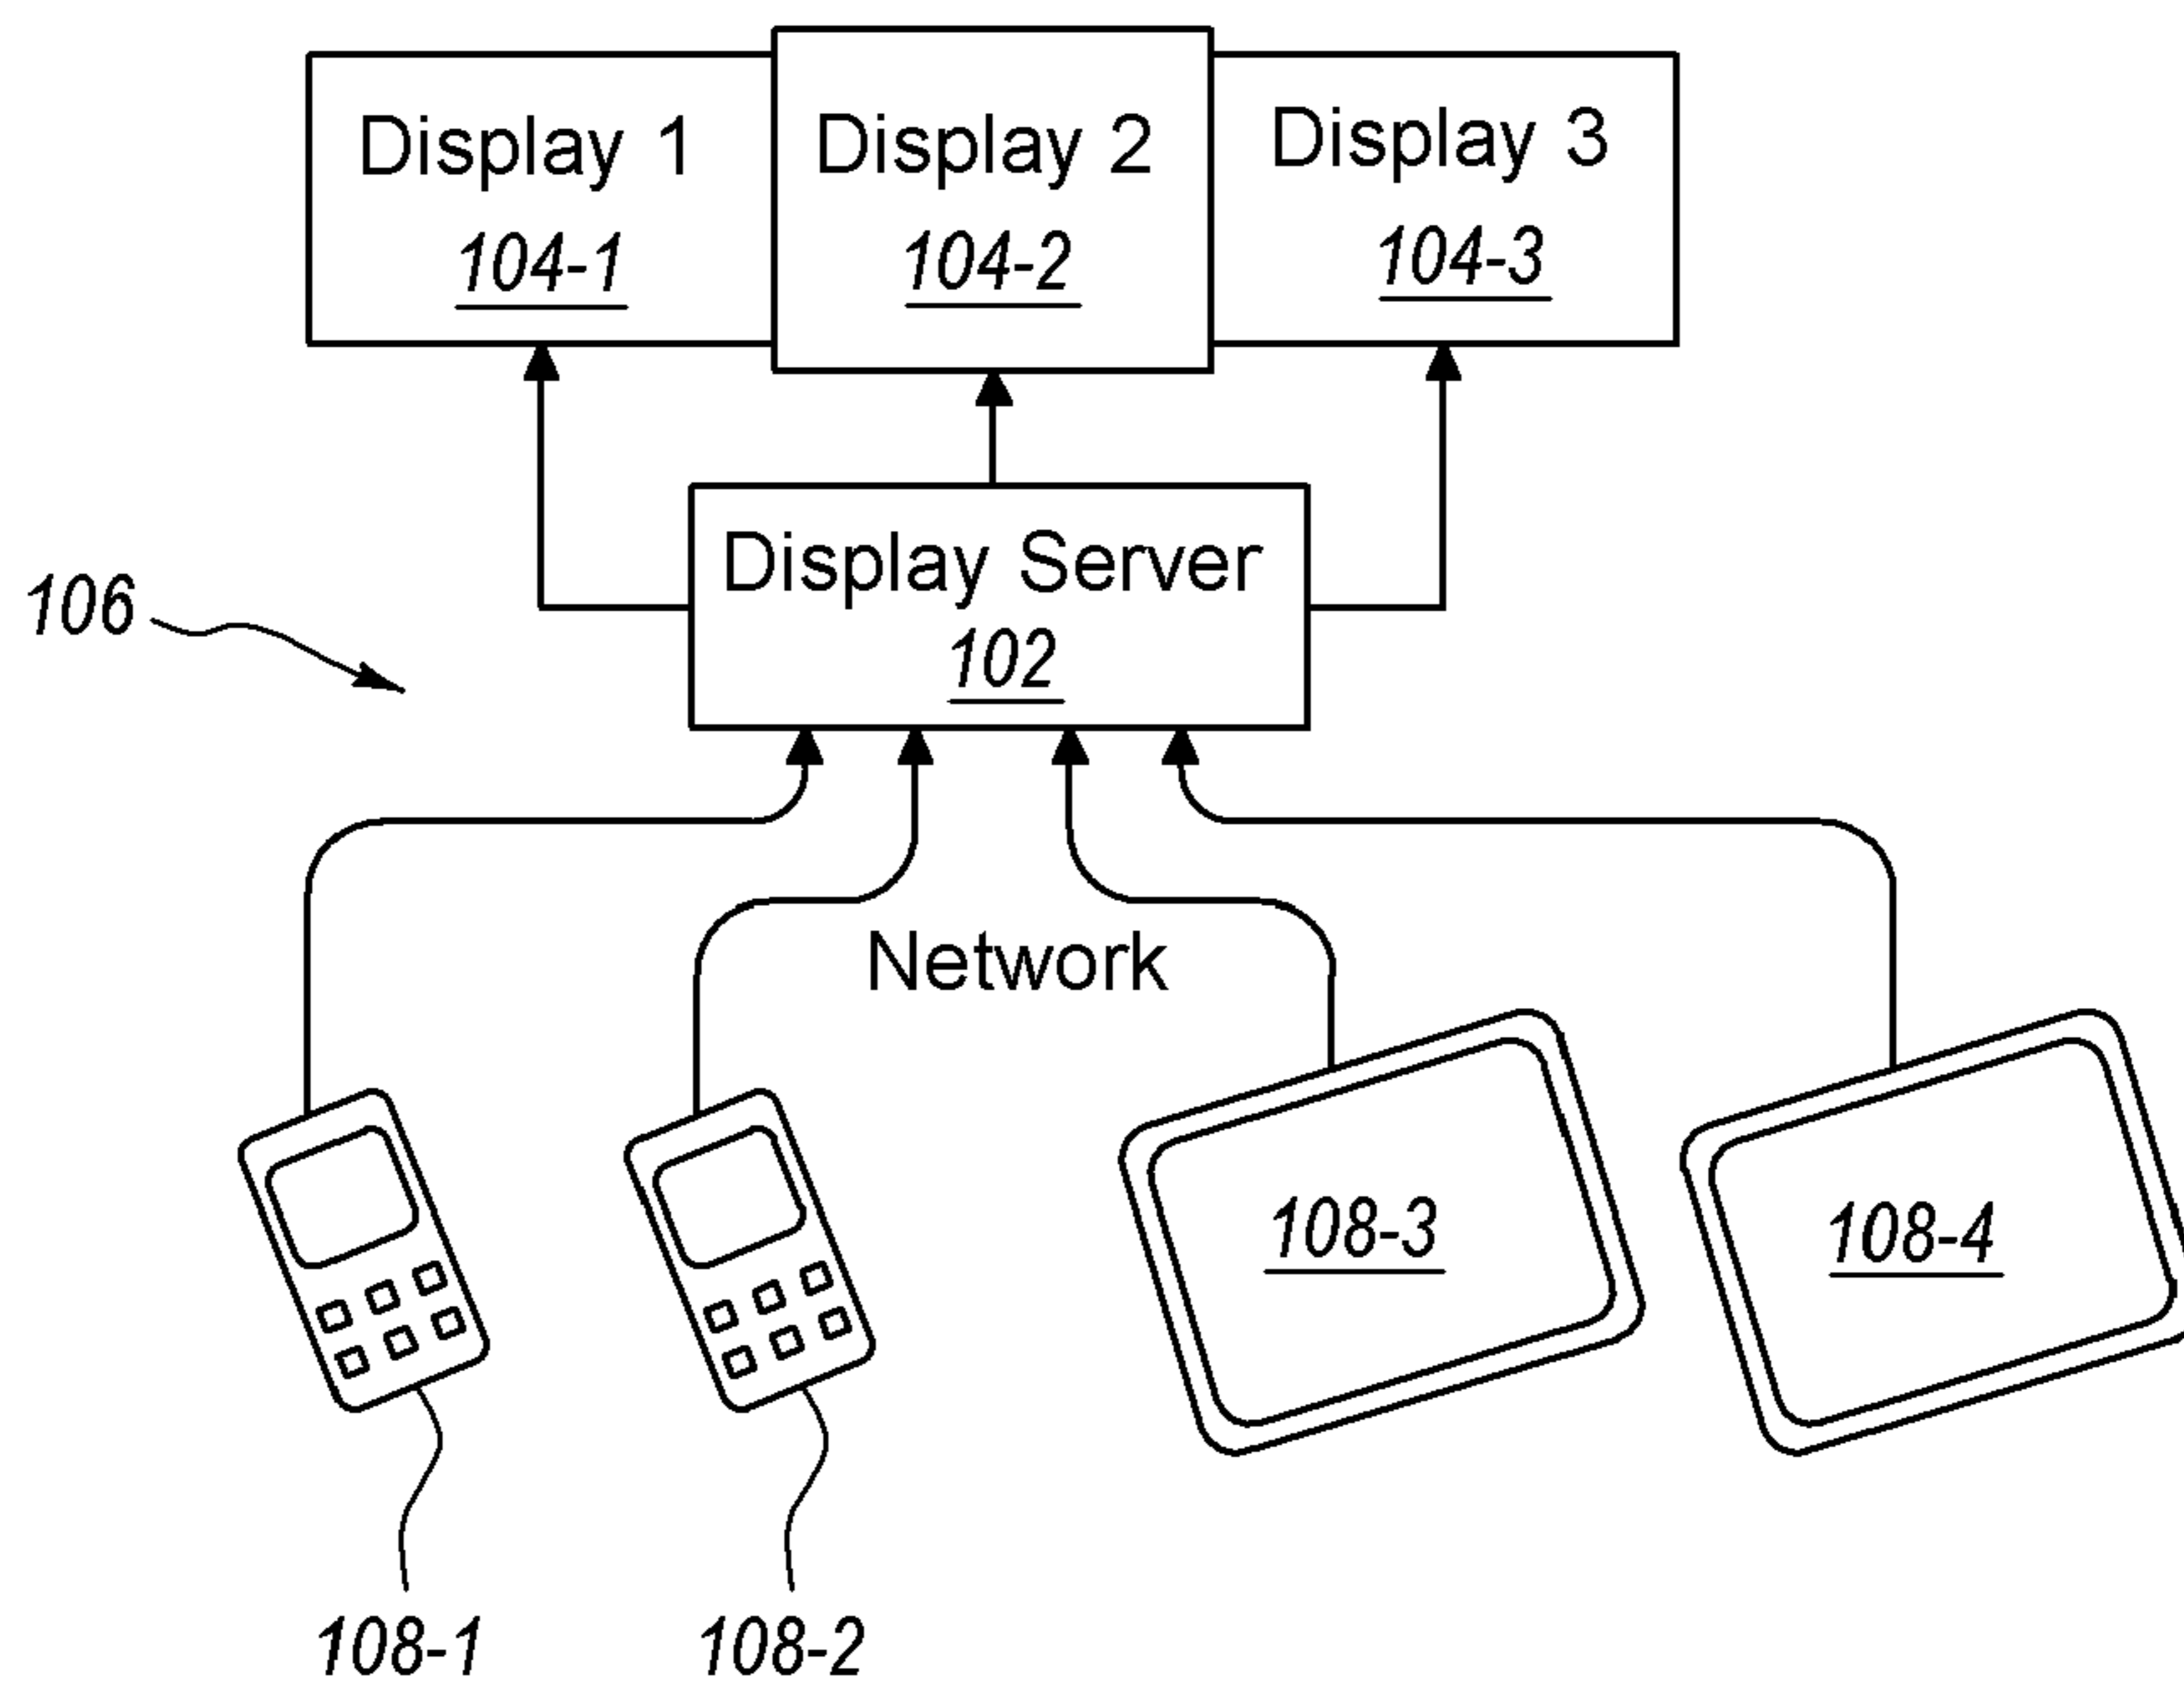 Display 1
104-1
Display 2
104-2
Display 3
104-3
Display Server
102
106
Network
108-3
108-4
108-1
108-2